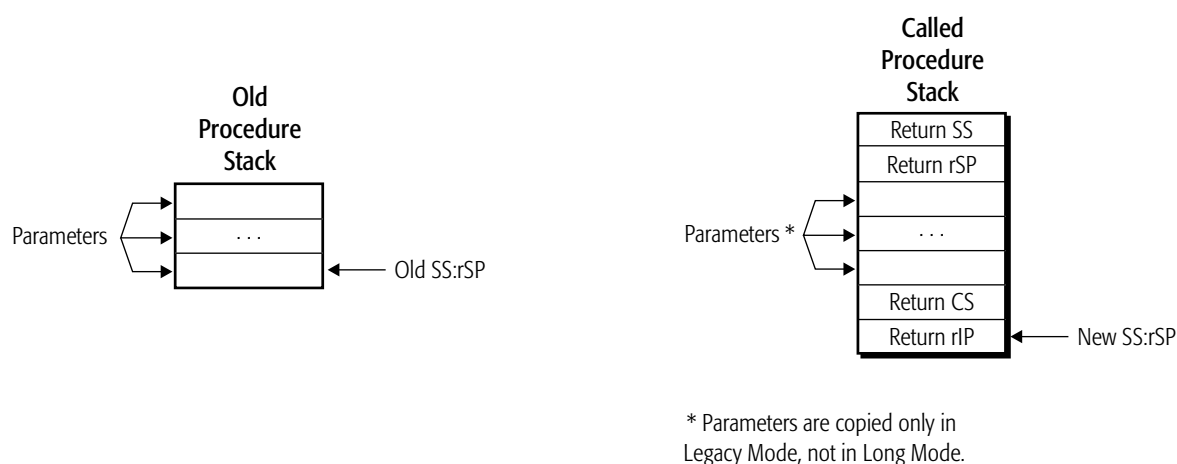 Old
Procedure
Stack
Parameters
. . .
Old SS:rSP
Called
Procedure
Stack
Return SS
Return rSP
Parameters *
. . .
Return CS
Return rIP
New SS:rSP
* Parameters are copied only in
Legacy Mode, not in Long Mode.